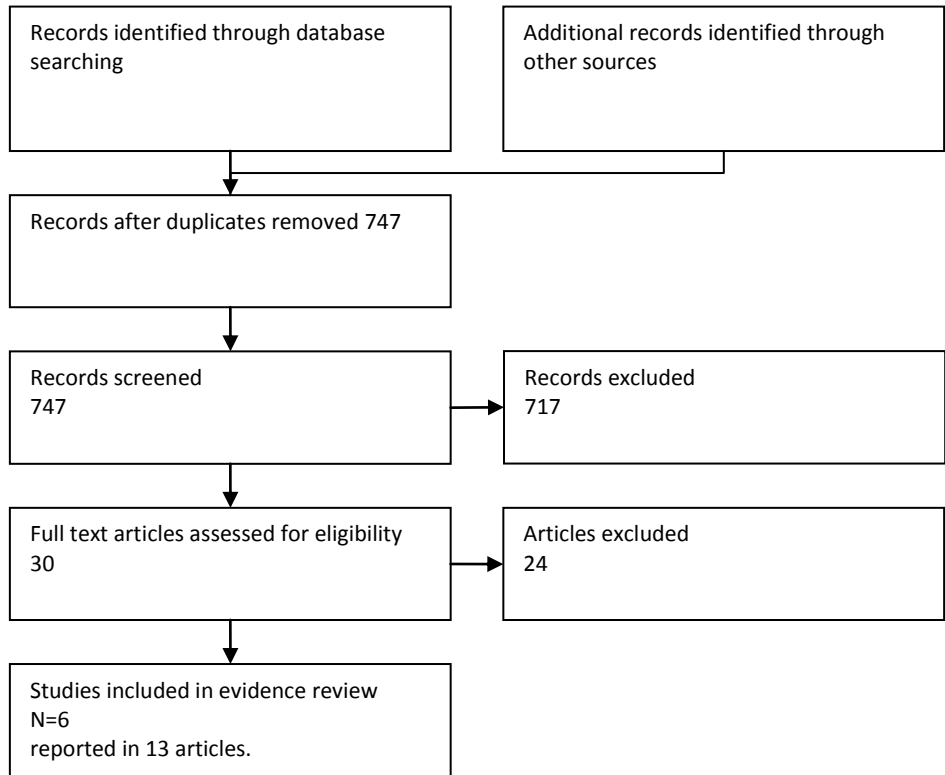 Records identified through database
searching
Additional records identified through
other sources
Records after duplicates removed 747
Records screened
747
Records excluded
717
Full text articles assessed for eligibility
30
Articles excluded
24
Studies included in evidence review
N=6
reported in 13 articles.